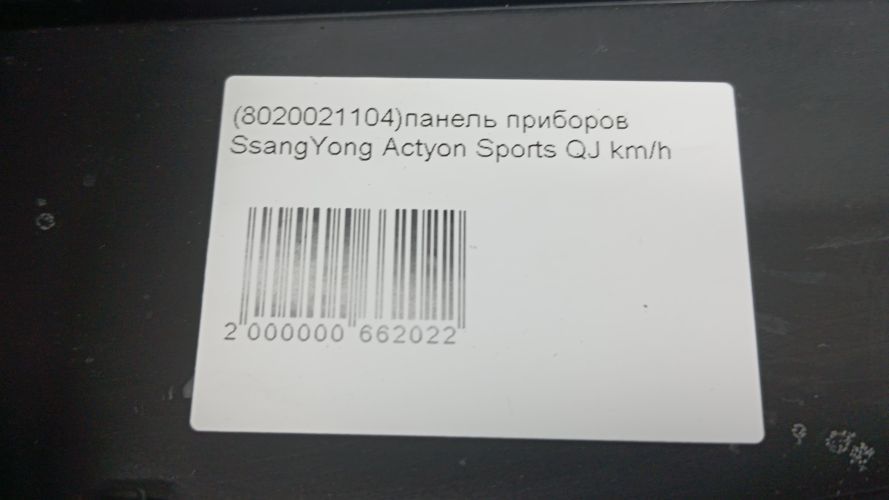 (8020021104)панель приборов
SsangYong Actyon Sports QJ km/h
2 000000 662022